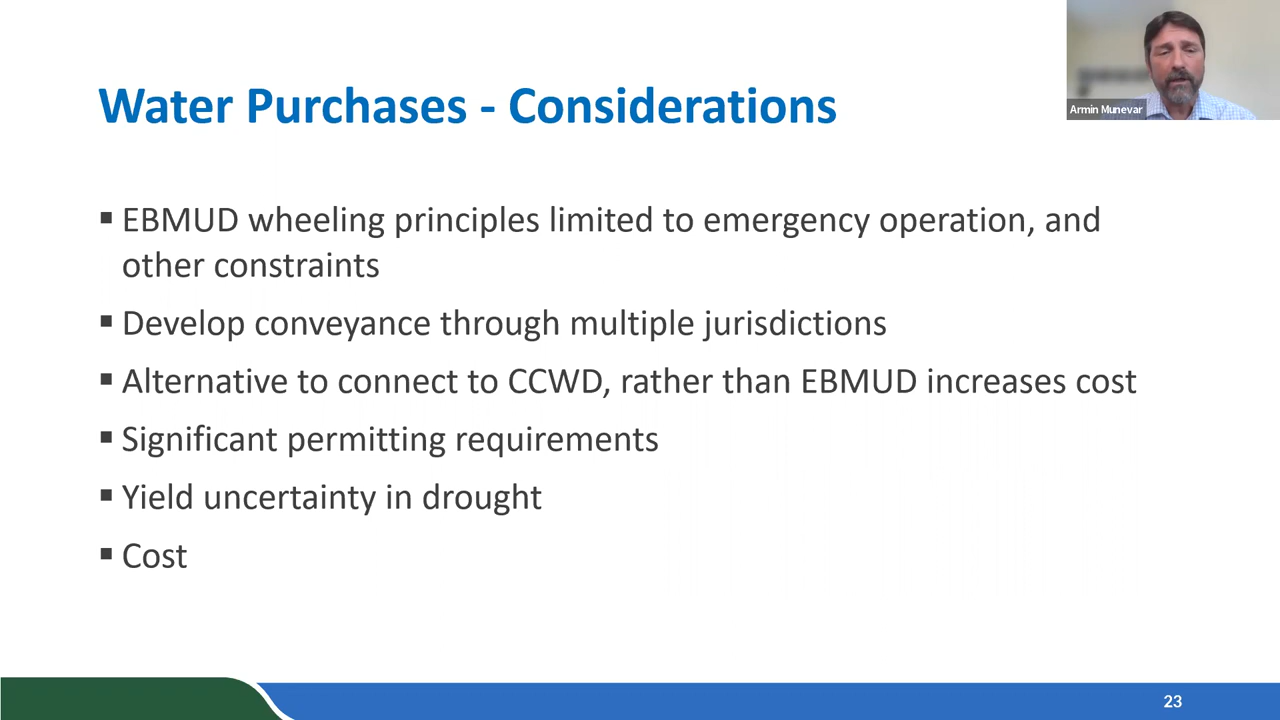 Armin Munevar
Water Purchases - Considerations
▪ EBMUD wheeling principles limited to emergency operation, and
other constraints
▪ Develop conveyance through multiple jurisdictions
▪ Alternative to connect to CCWD, rather than EBMUD increases cost
▪ Significant permitting requirements
▪ Yield uncertainty in drought
▪ Cost
23